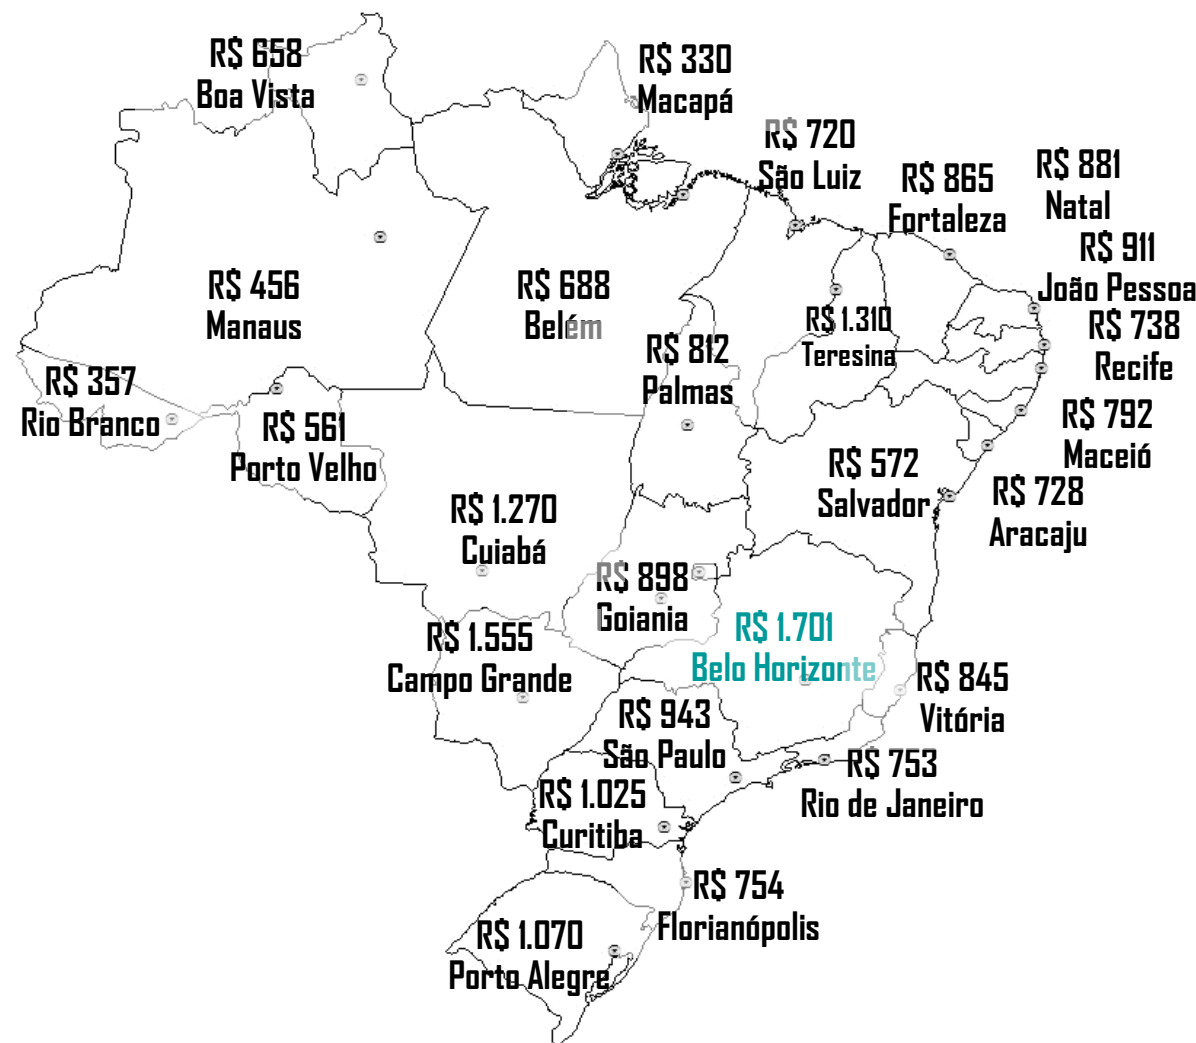 R$ 658
Boa Vista
R$ 330
Macapá
R$ 720
São Luiz
R$ 865
Fortaleza
R$ 881
Natal
R$ 911
João Pessoa
R$ 456
Manaus
R$ 688
Belém
R$ 1.310
Teresina
R$ 738
Recife
R$ 812
Palmas
R$ 357
Rio Branco
R$ 561
Porto Velho
R$ 792
Maceió
R$ 572
Salvador
R$ 728
Aracaju
R$ 1.270
Cuiabá
R$ 898
Goiania
R$ 1.701
Belo Horizonte
R$ 1.555
Campo Grande
R$ 845
Vitória
R$ 943
São Paulo
R$ 753
Rio de Janeiro
R$ 1.025
Curitiba
R$ 754
Florianópolis
R$ 1.070
Porto Alegre